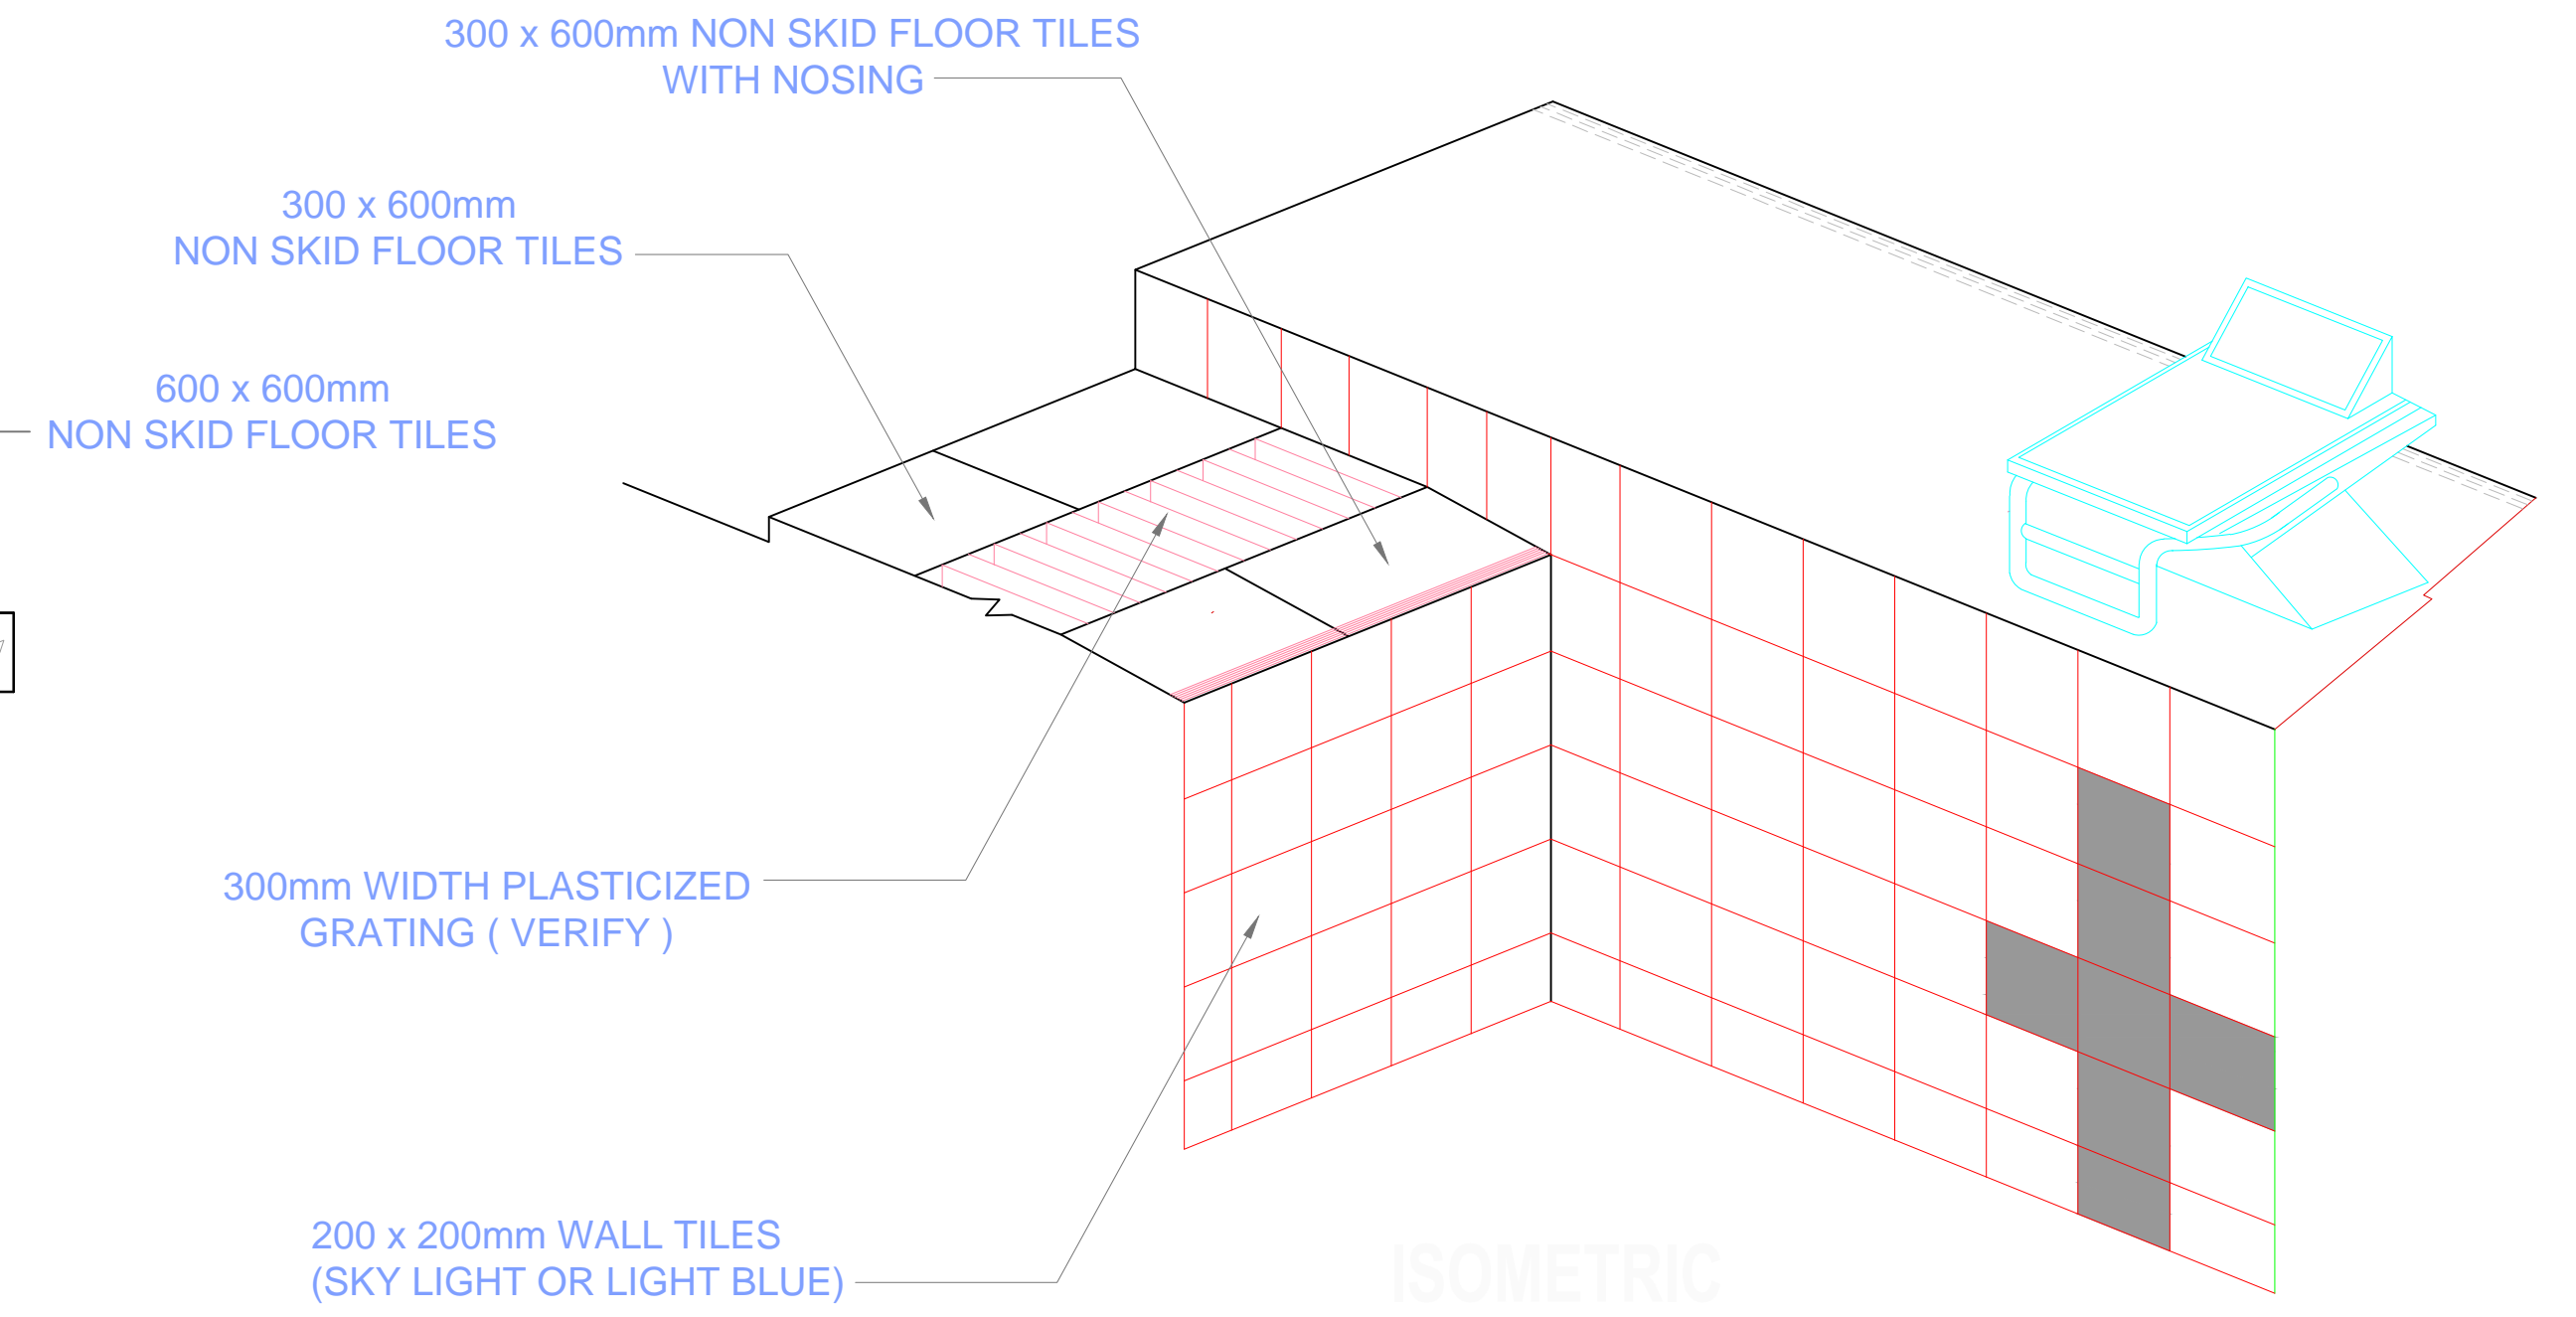 300 x 600mm NON SKID FLOOR TILES
WITH NOSING
300 x 600mm
NON SKID FLOOR TILES
600 x 600mm
NON SKID FLOOR TILES
300mm WIDTH PLASTICIZED
GRATING ( VERIFY )
200 x 200mm WALL TILES
(SKY LIGHT OR LIGHT BLUE)
ISOMETRIC